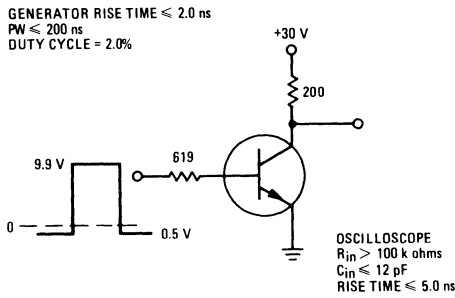 GENERATOR RISE TIME ≤ 2.0 ns
PW ≤ 200 ns
DUTY CYCLE = 2.0%
+30 V
200
619
9.9 V
0
0.5 V
OSCILLOSCOPE
Rin > 100 k ohms
Cin ≤ 12 pF
RISE TIME ≤ 5.0 ns